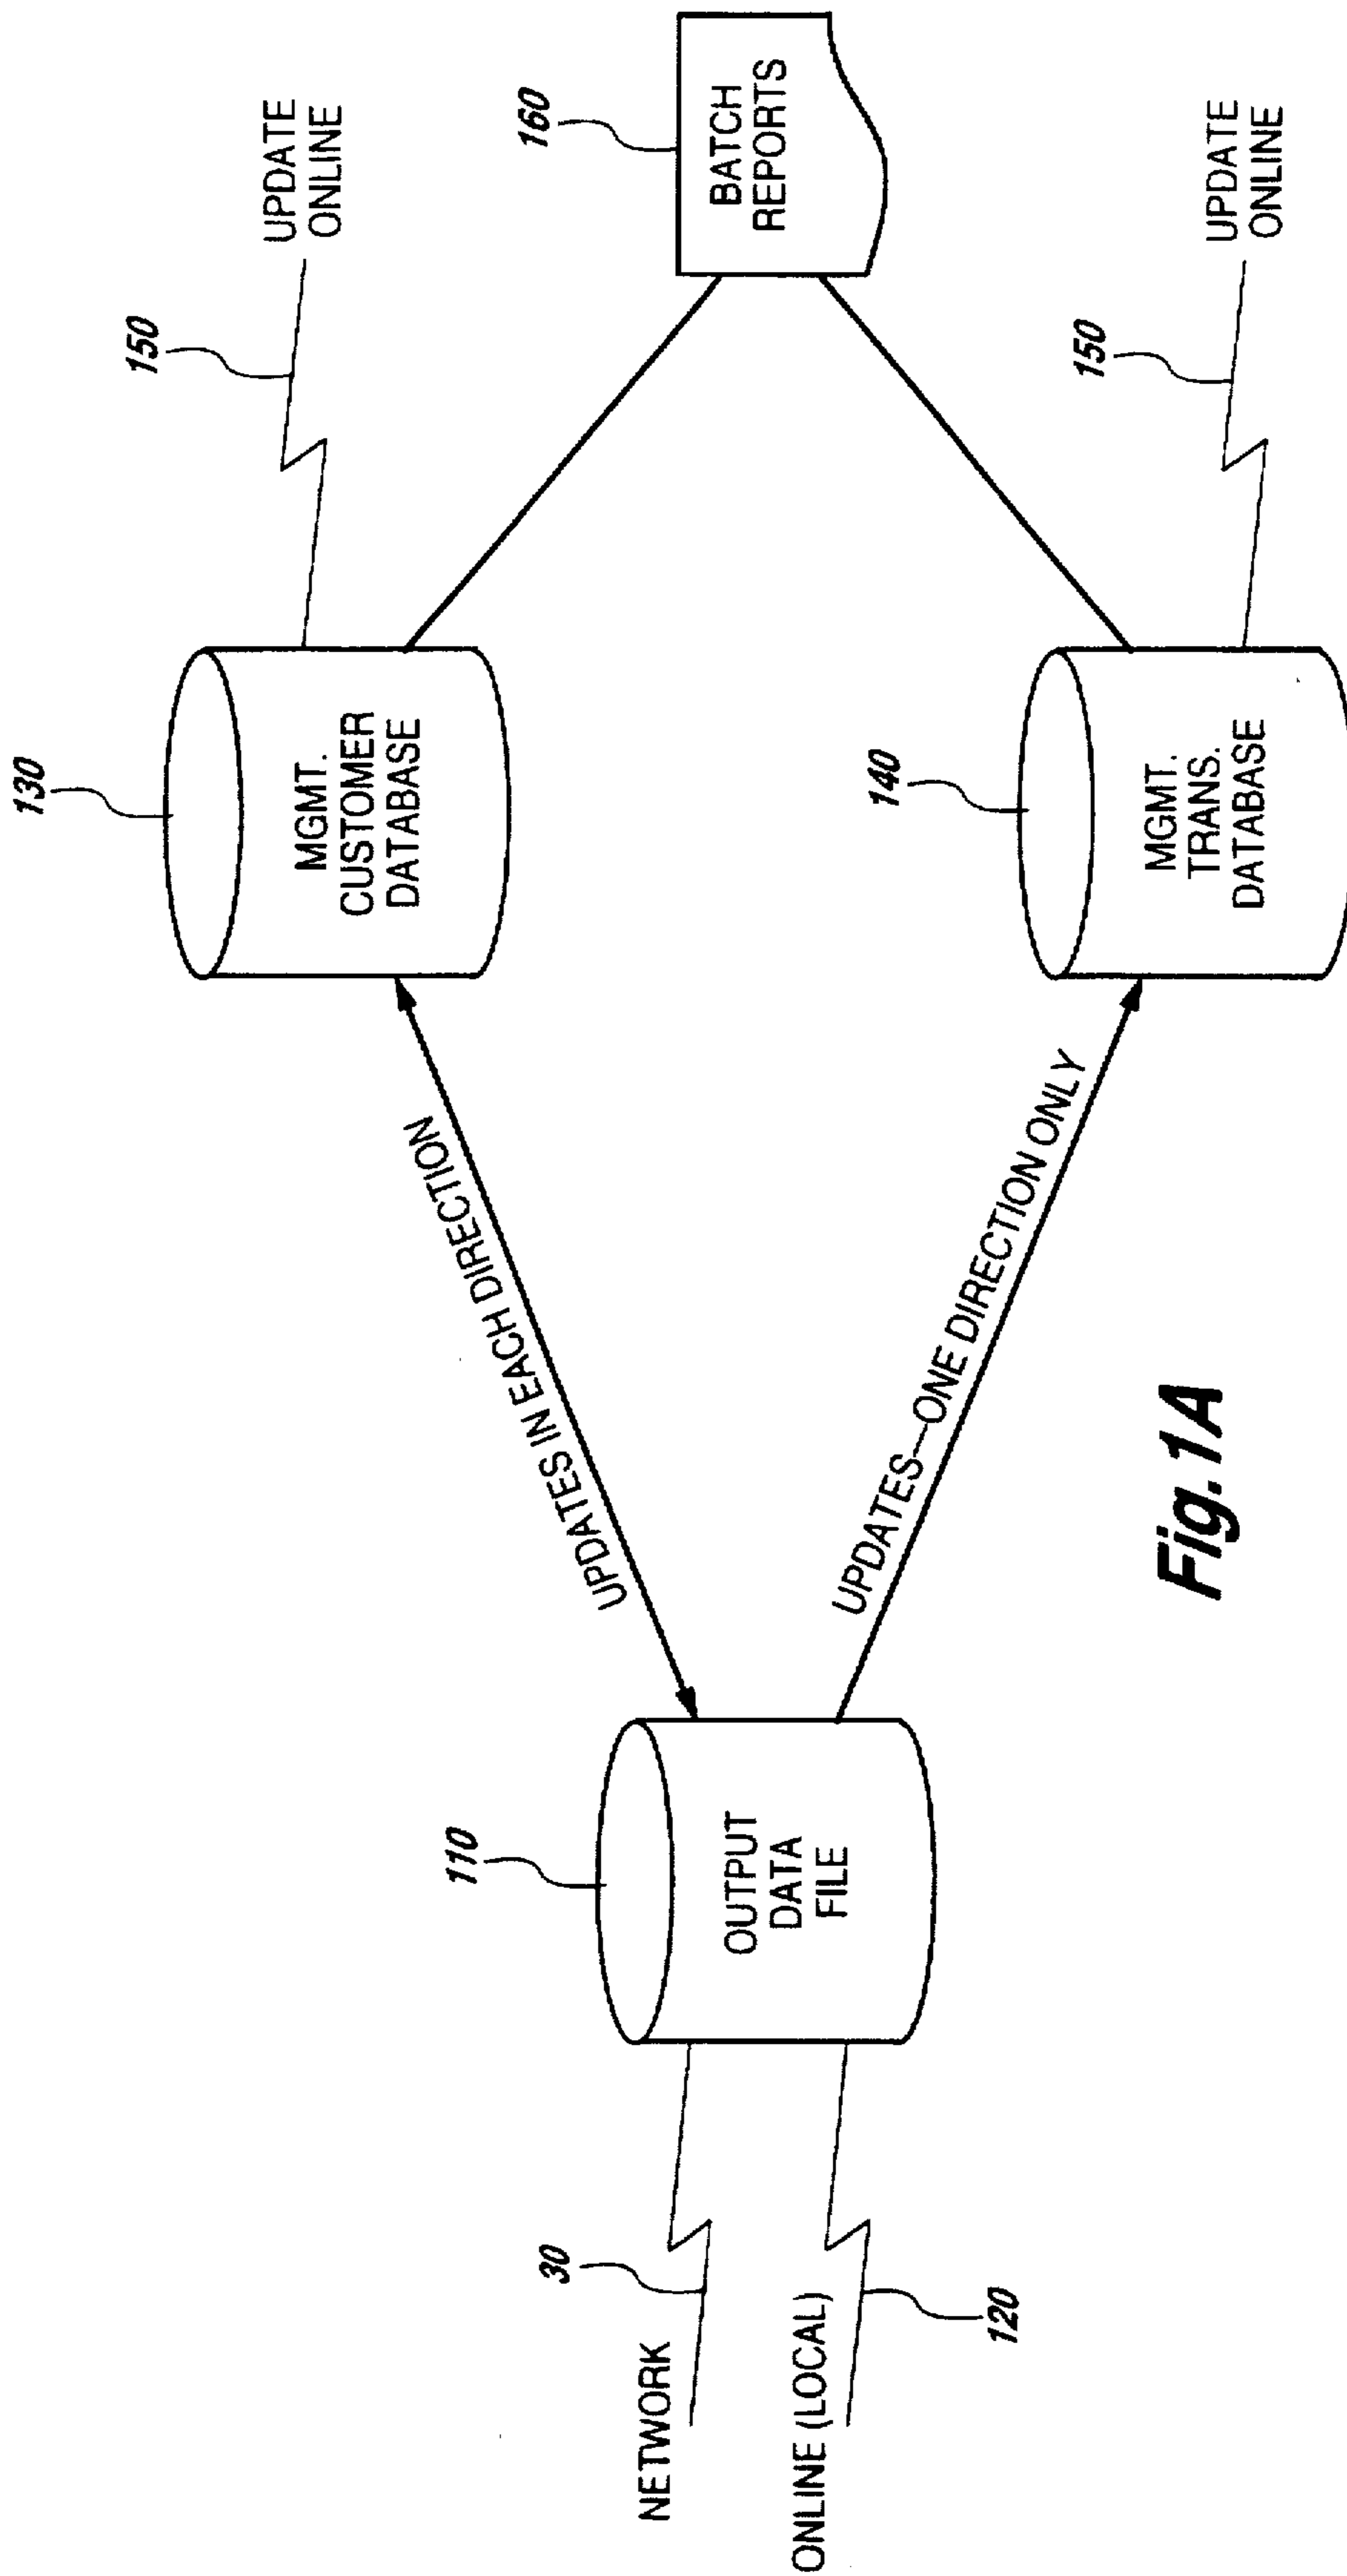 130
150
UPDATE
ONLINE
MGMT.
CUSTOMER
DATABASE
UPDATES IN EACH DIRECTION
110
OUTPUT
DATA
FILE
NETWORK
30
ONLINE (LOCAL)
120
160
BATCH
REPORTS
UPDATES—ONE DIRECTION ONLY
140
MGMT.
TRANS.
DATABASE
150
UPDATE
ONLINE
Fig.1A